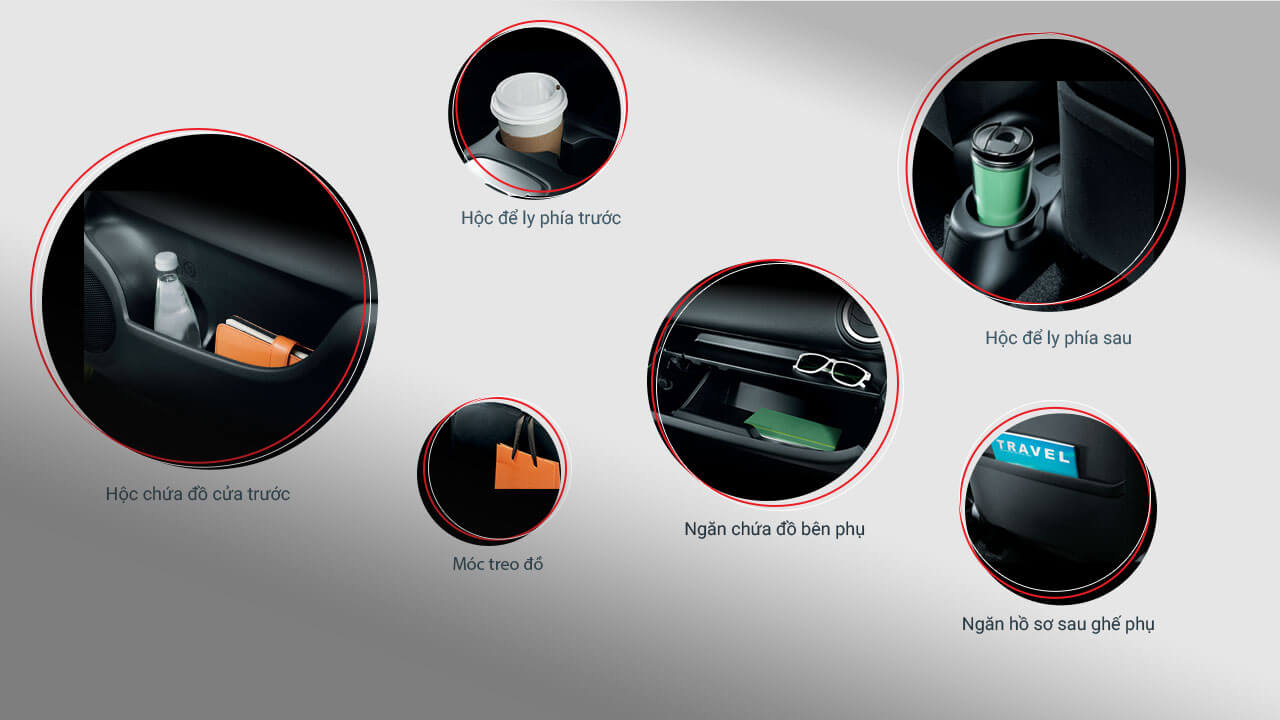 Hộc để ly phía trước
Hộc để ly phía sau
TRAVEL
Hộc chứa đồ cửa trước
Ngăn chứa đồ bên phụ
Móc treo đồ
Ngăn hồ sơ sau ghế phụ